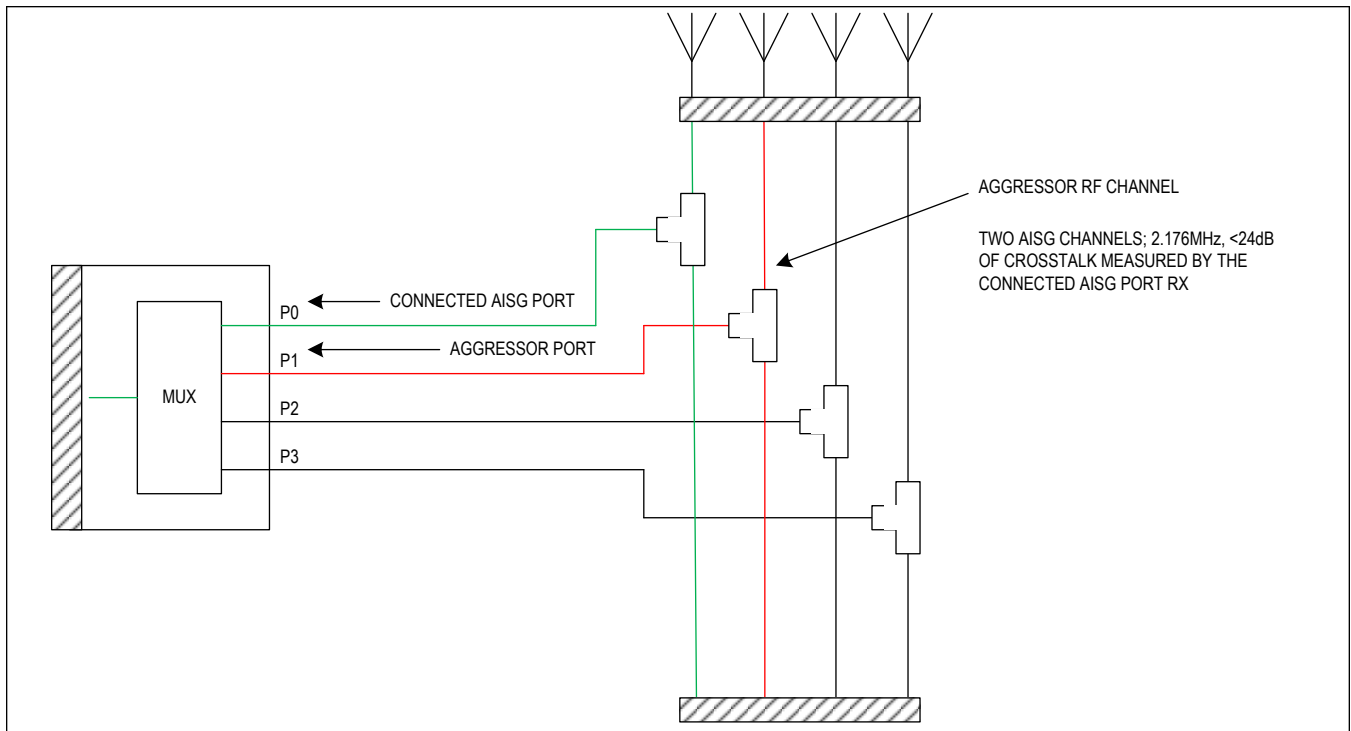 AGGRESSOR RF CHANNEL
TWO AISG CHANNELS; 2.176MHz, <24dB
OF CROSSTALK MEASURED BY THE
CONNECTED AISG PORT RX
P0
CONNECTED AISG PORT
P1
AGGRESSOR PORT
MUX
P2
P3